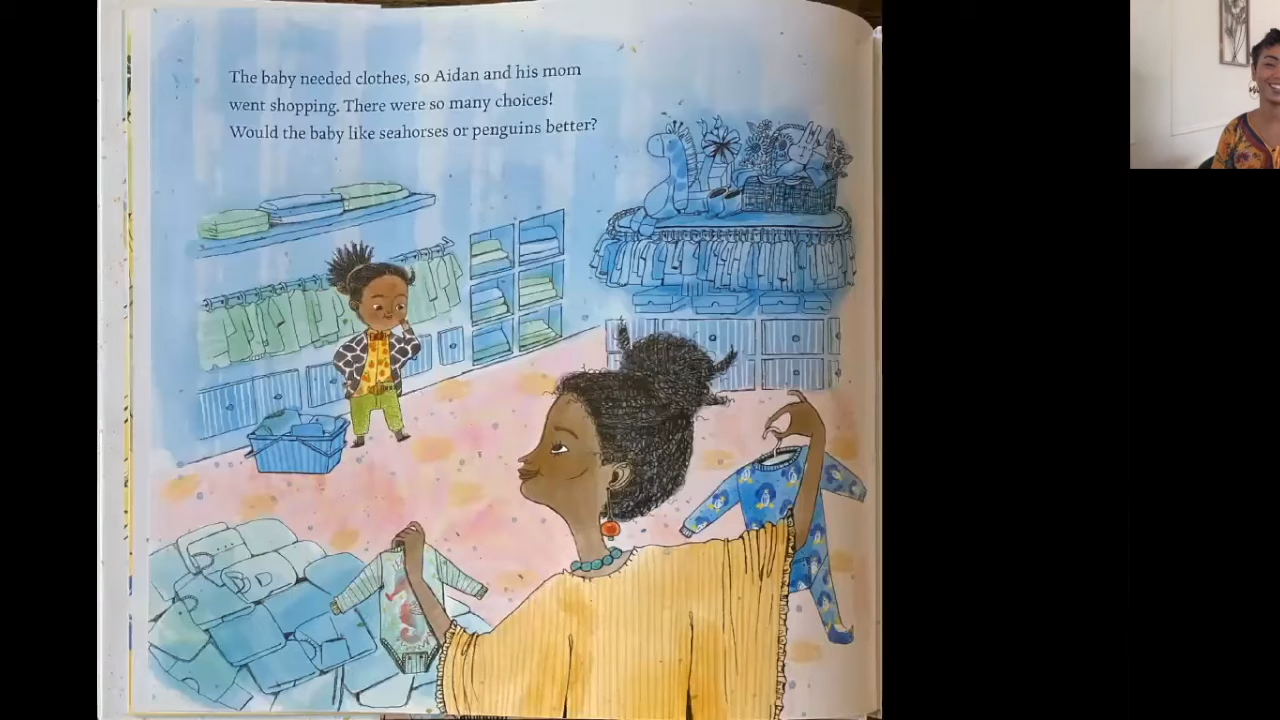 The baby needed clothes, so Aidan and his mom
went shopping. There were so many choices!
Would the baby like seahorses or penguins better?